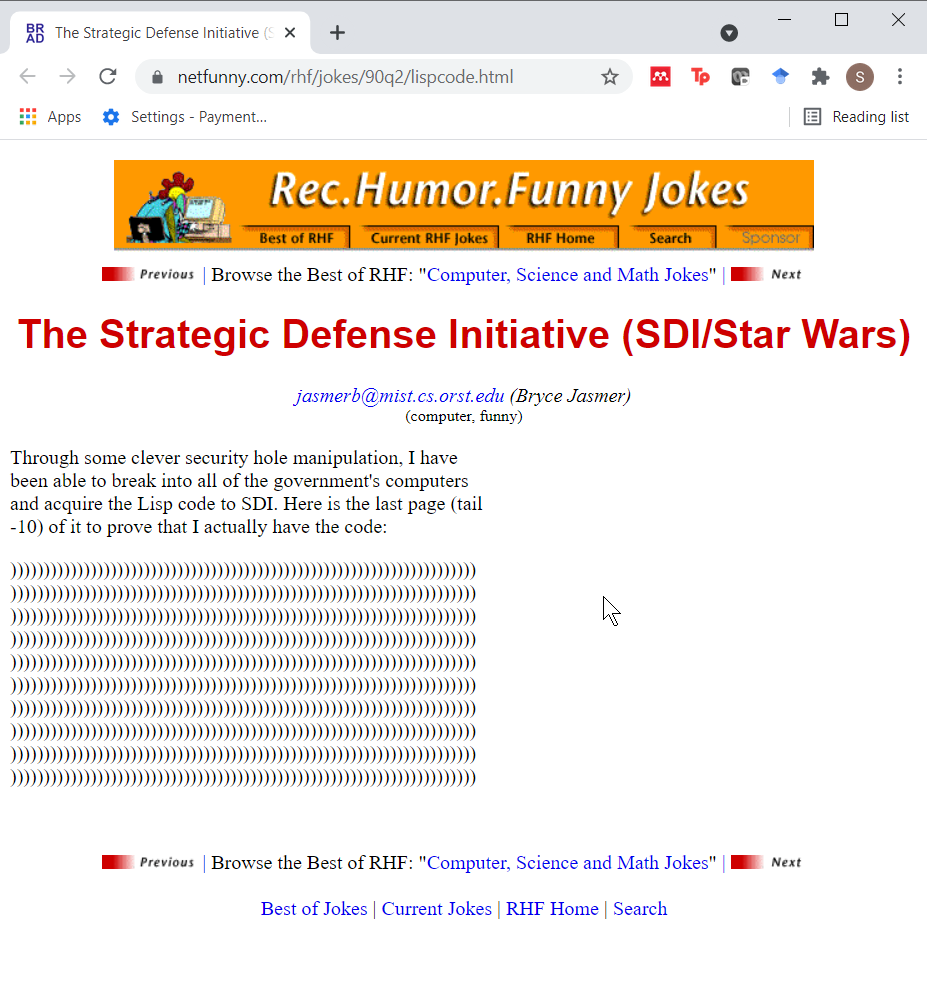 BR
AD The Strategic Defense Initiative (S
netfunny.com/rhf/jokes/90q2/lispcode.html
Tp
S
Apps Settings - Payment... Reading list
Rec.Humor.Funny Jokes
Best of RHF Current RHF Jokes RHF Home Search Sponsor
Previous | Browse the Best of RHF: "Computer, Science and Math Jokes" | Next
The Strategic Defense Initiative (SDI/Star Wars)
jasmerb@mist.cs.orst.edu (Bryce Jasmer)
(computer, funny)
Through some clever security hole manipulation, I have
been able to break into all of the government's computers
and acquire the Lisp code to SDI. Here is the last page (tail
-10) of it to prove that I actually have the code:
))))))))))))))))))))))))))))))))))))))))))))))))))))))))))))))))))))))
))))))))))))))))))))))))))))))))))))))))))))))))))))))))))))))))))))))
))))))))))))))))))))))))))))))))))))))))))))))))))))))))))))))))))))))
))))))))))))))))))))))))))))))))))))))))))))))))))))))))))))))))))))))
))))))))))))))))))))))))))))))))))))))))))))))))))))))))))))))))))))))
))))))))))))))))))))))))))))))))))))))))))))))))))))))))))))))))))))))
))))))))))))))))))))))))))))))))))))))))))))))))))))))))))))))))))))))
))))))))))))))))))))))))))))))))))))))))))))))))))))))))))))))))))))))
))))))))))))))))))))))))))))))))))))))))))))))))))))))))))))))))))))))
))))))))))))))))))))))))))))))))))))))))))))))))))))))))))))))))))))))
Previous | Browse the Best of RHF: "Computer, Science and Math Jokes" | Next
Best of Jokes | Current Jokes | RHF Home | Search